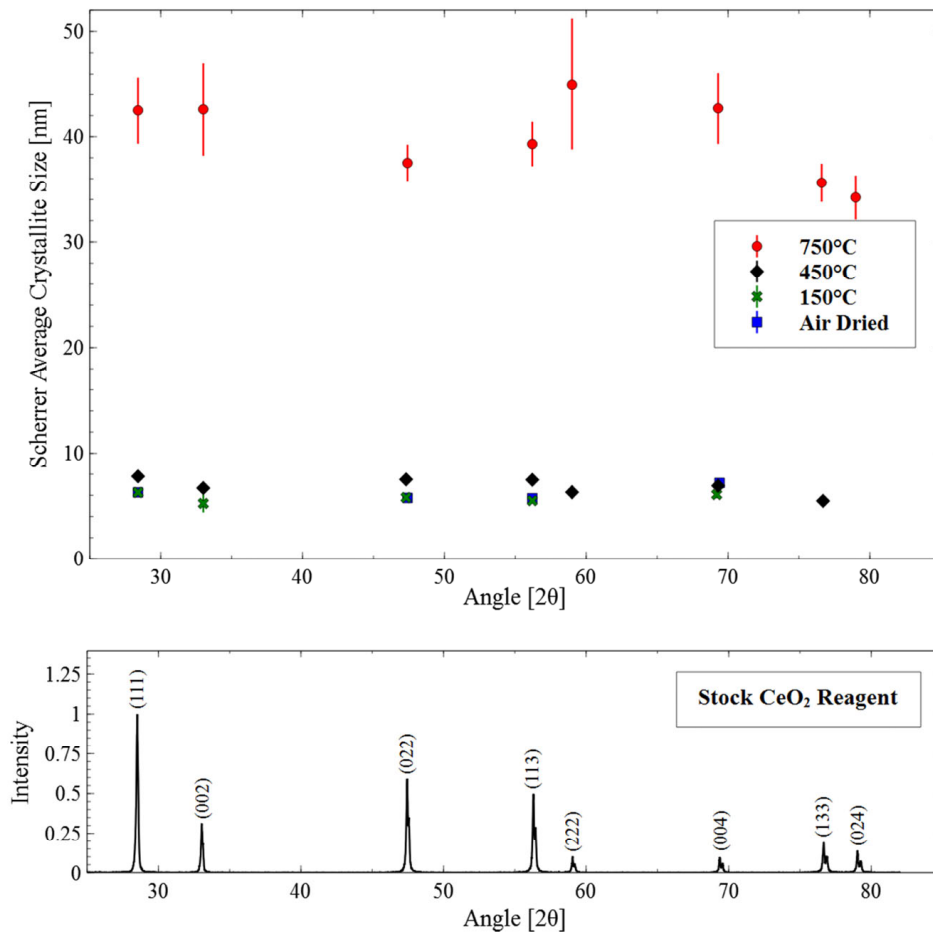 50
40
30
20
10
0
Scherrer Average Crystallite Size [nm]
750°C
450°C
150°C
Air Dried
30 40 50 60 70 80
Angle [2θ]
1.25
1
0.75
0.5
0.25
0
Intensity
(111)
(002)
(022)
(113)
(222)
(004)
(133)
(024)
Stock CeO₂ Reagent
30 40 50 60 70 80
Angle [2θ]